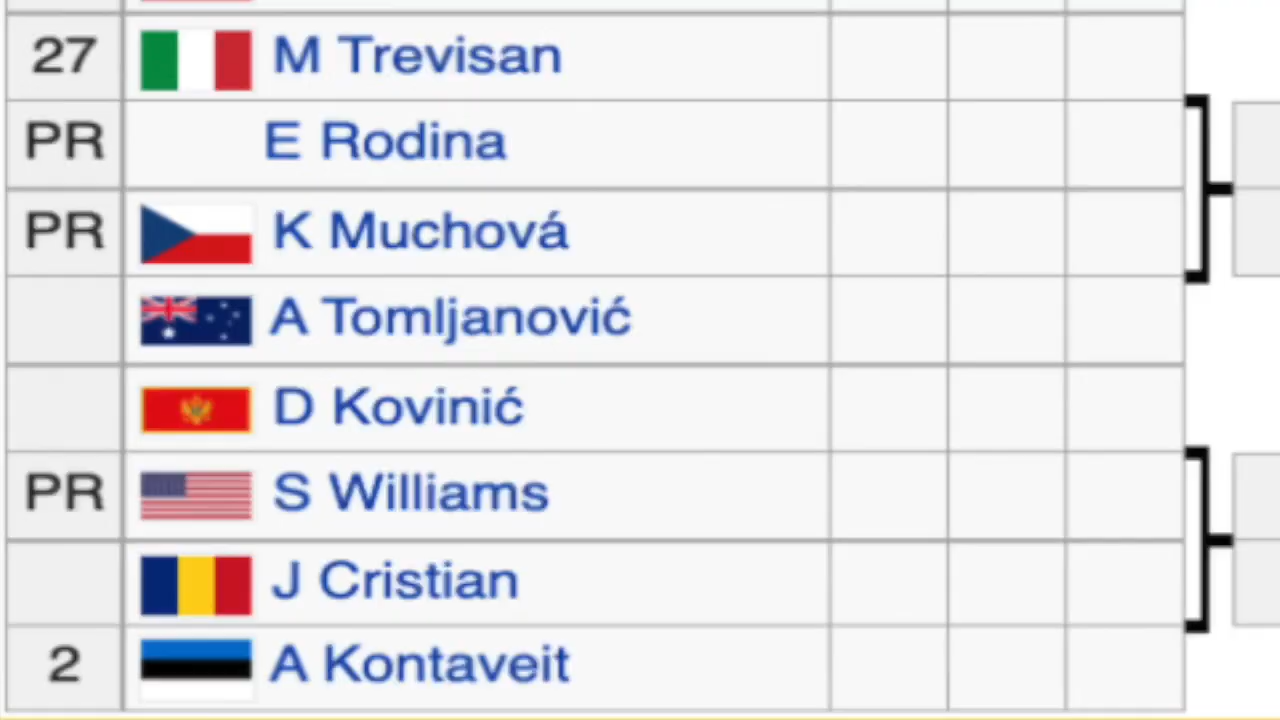 27 M Trevisan
PR E Rodina
PR K Muchová
A Tomljanović
D Kovinić
PR S Williams
J Cristian
2 A Kontaveit